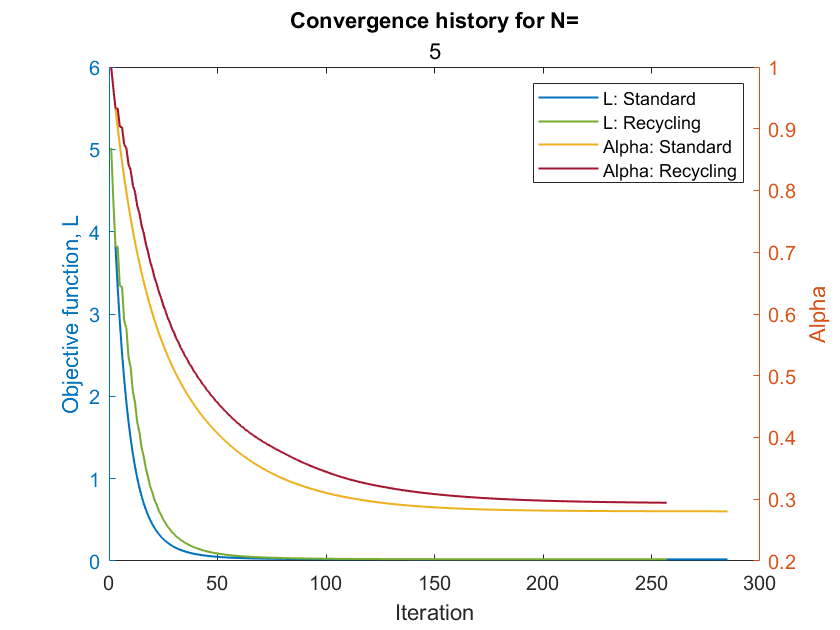 Convergence history for N=
5
6
5
4
3
2
1
0
Objective function, L
1
0.9
0.8
0.7
0.6
0.5
0.4
0.3
0.2
Alpha
L: Standard
L: Recycling
Alpha: Standard
Alpha: Recycling
0 50 100 150 200 250 300
Iteration